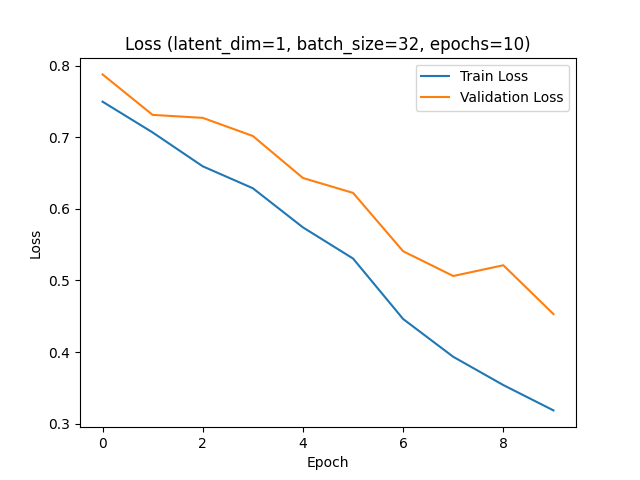 Loss (latent_dim=1, batch_size=32, epochs=10)
Train Loss
Validation Loss
0.8
0.7
0.6
0.5
0.4
0.3
Loss
0
2
4
6
8
Epoch